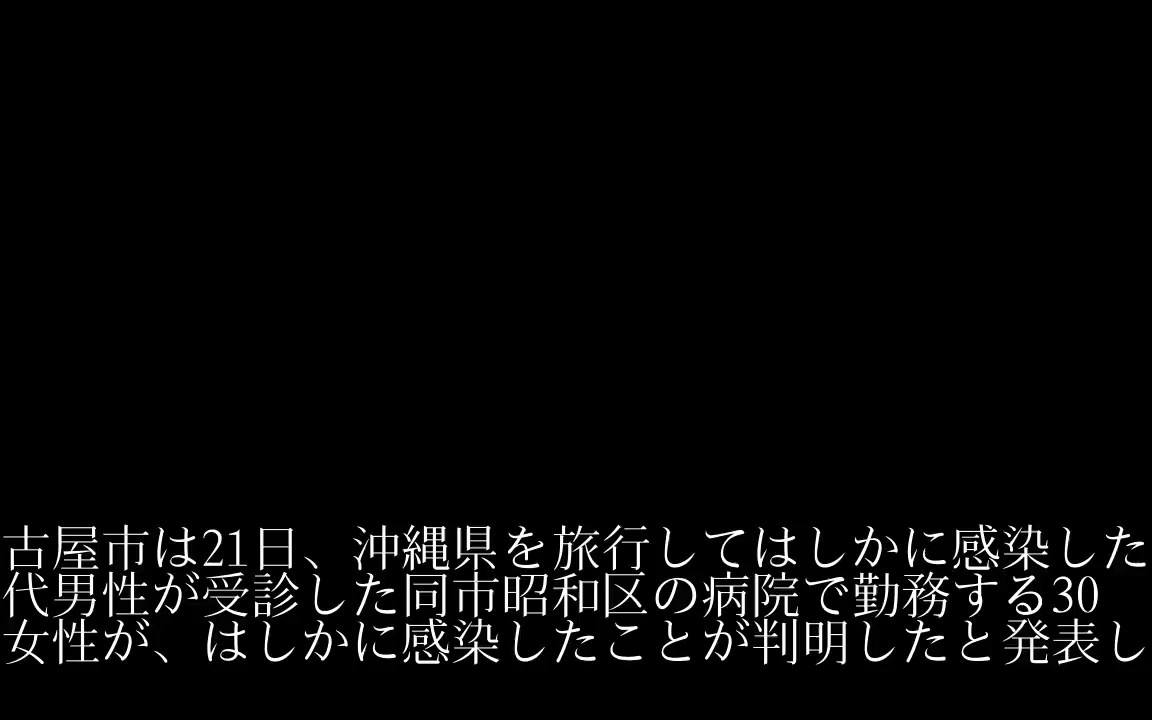 古屋市は21日、沖縄県を旅行してはしかに感染した
代男性が受診した同市昭和区の病院で勤務する30
女性が、はしかに感染したことが判明したと発表し